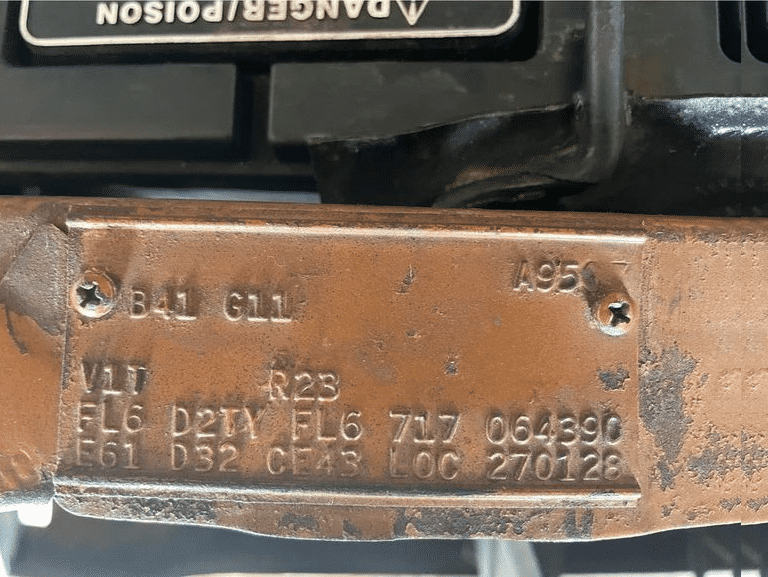 ⚠DANGER/POISON
A95
B41 G11
V1T R23
FL6 D2TY FL6 717 064390
E61 D32 CE43 LOC 270128